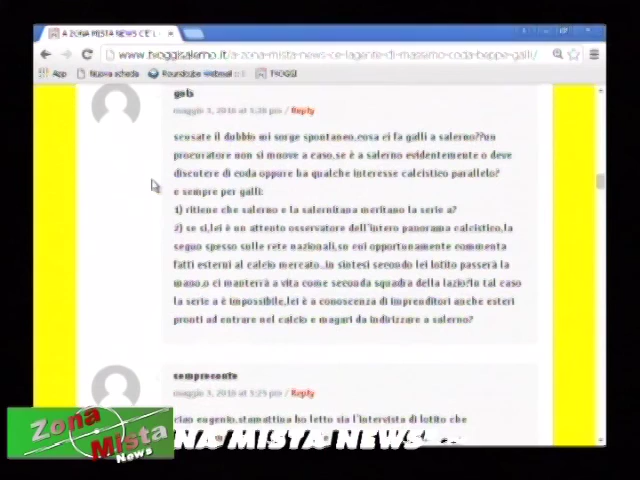 A ZONA MISTA NEWS C'E' L
www.tvoggisalerno.it/a-zona-mista-news-ce-lagente-di-massimo-coda-beppe-galli/
App Nuova scheda Roundcube Webmail :: I TVOGGI
maggio 3, 2016 at 5:26 pm / Reply
scusate il dubbio mi sorge spontaneo.cosa ci fa galli a salerno??un
procuratore non si muove a caso,se è a salerno evidentemente o deve
discutere di coda oppure ha qualche interesse calcistico parallelo?
e sempre per galli:
1) ritiene che salerno e la salernitana meritano la serie a?
2) se si,lei è un attento osservatore dell'intero panorama calcistico,la
seguo spesso sulle rete nazionali,su cui opportunamente commenta
fatti esterni al calcio mercato..in sintesi secondo lei lotito passerà la
mano,o ci manterrà a vita come seconda squadra della lazio?in tal caso
la serie a è impossibile,lei è a conoscenza di imprenditori anche esteri
pronti ad entrare nel calcio e magari da indirizzare a salerno?
sempreconte
maggio 3, 2016 at 5:25 pm / Reply
ciao eugenio,stamattina ho letto sia l'intervista di lotito che
Zona
Mista
News
NA MISTA NEWS